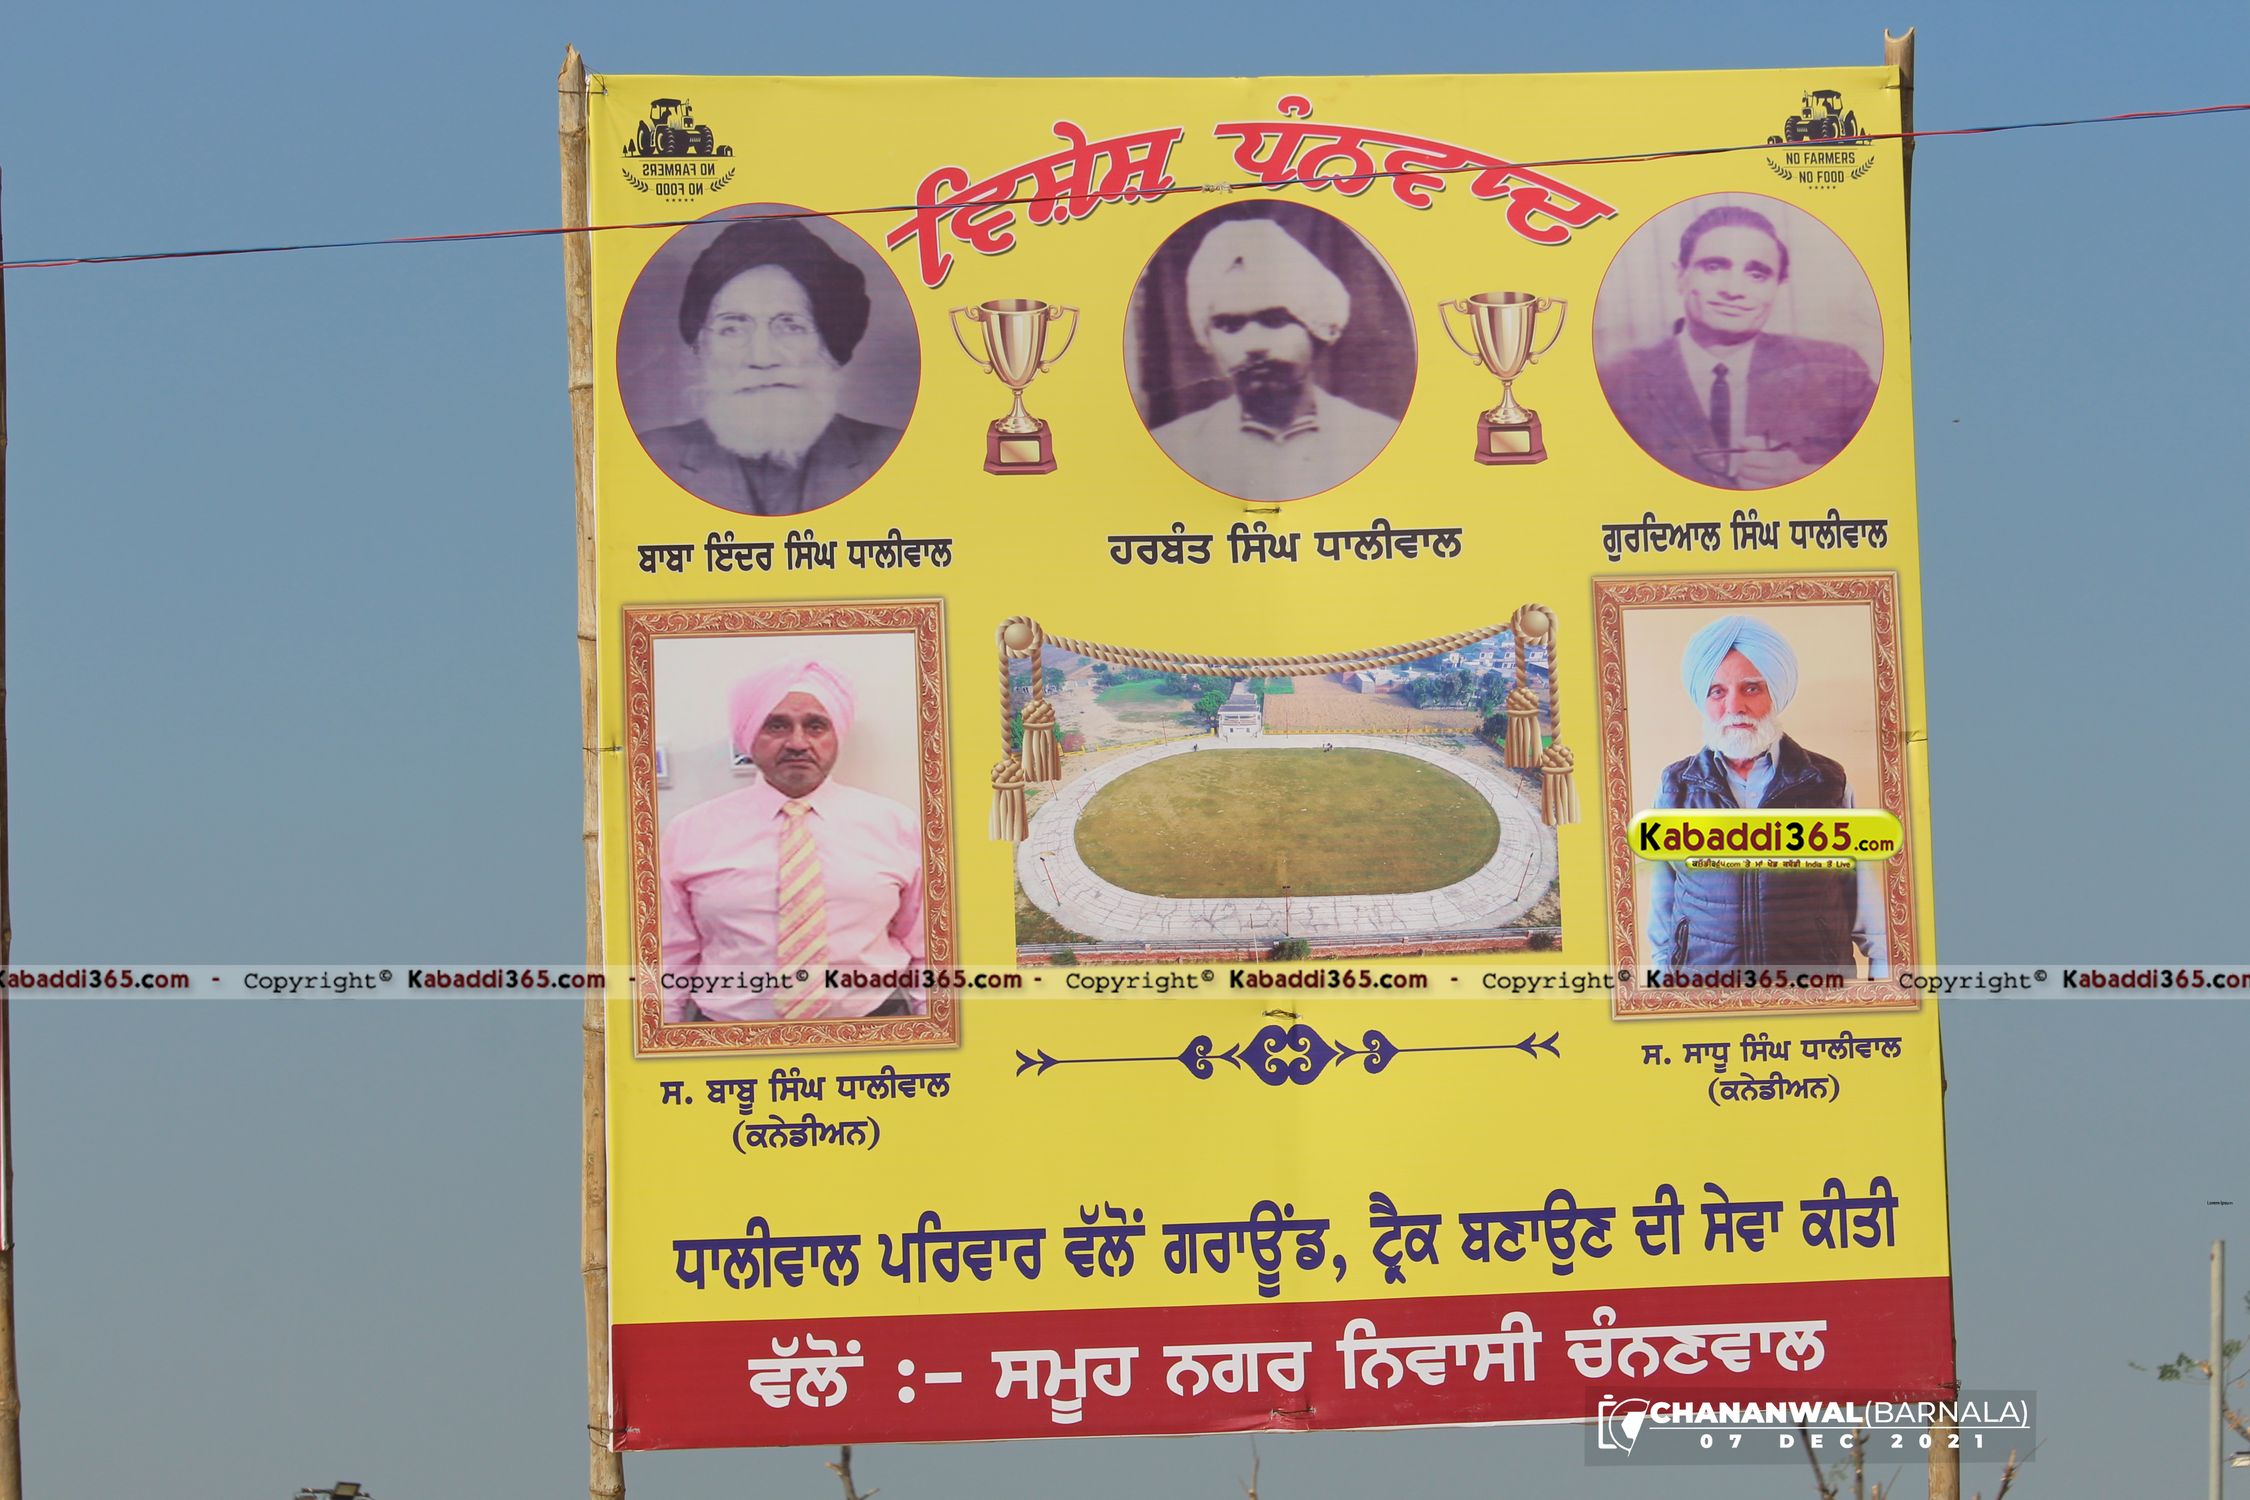 ਵਿਸ਼ੇਸ਼ ਧੰਨਵਾਦ
NO FARMERS
NO FOOD
NO FARMERS
NO FOOD
ਬਾਬਾ ਇੰਦਰ ਸਿੰਘ ਧਾਲੀਵਾਲ
ਹਰਬੰਤ ਸਿੰਘ ਧਾਲੀਵਾਲ
ਗੁਰਦਿਆਲ ਸਿੰਘ ਧਾਲੀਵਾਲ
Kabaddi365.com
Kabaddi365.com - Copyright© Kabaddi365.com - Copyright© Kabaddi365.com - Copyright© Kabaddi365.com - Copyright© Kabaddi365.com - Copyright© Kabaddi365.com
ਸ. ਬਾਬੂ ਸਿੰਘ ਧਾਲੀਵਾਲ
(ਕਨੇਡੀਅਨ)
ਸ. ਸਾਧੂ ਸਿੰਘ ਧਾਲੀਵਾਲ
(ਕਨੇਡੀਅਨ)
ਧਾਲੀਵਾਲ ਪਰਿਵਾਰ ਵੱਲੋਂ ਗਰਾਊਂਡ, ਟ੍ਰੈਕ ਬਣਾਉਣ ਦੀ ਸੇਵਾ ਕੀਤੀ
ਵੱਲੋਂ :- ਸਮੂਹ ਨਗਰ ਨਿਵਾਸੀ ਚੰਨਣਵਾਲ
CHANANWAL(BARNALA)
07 DEC 2021